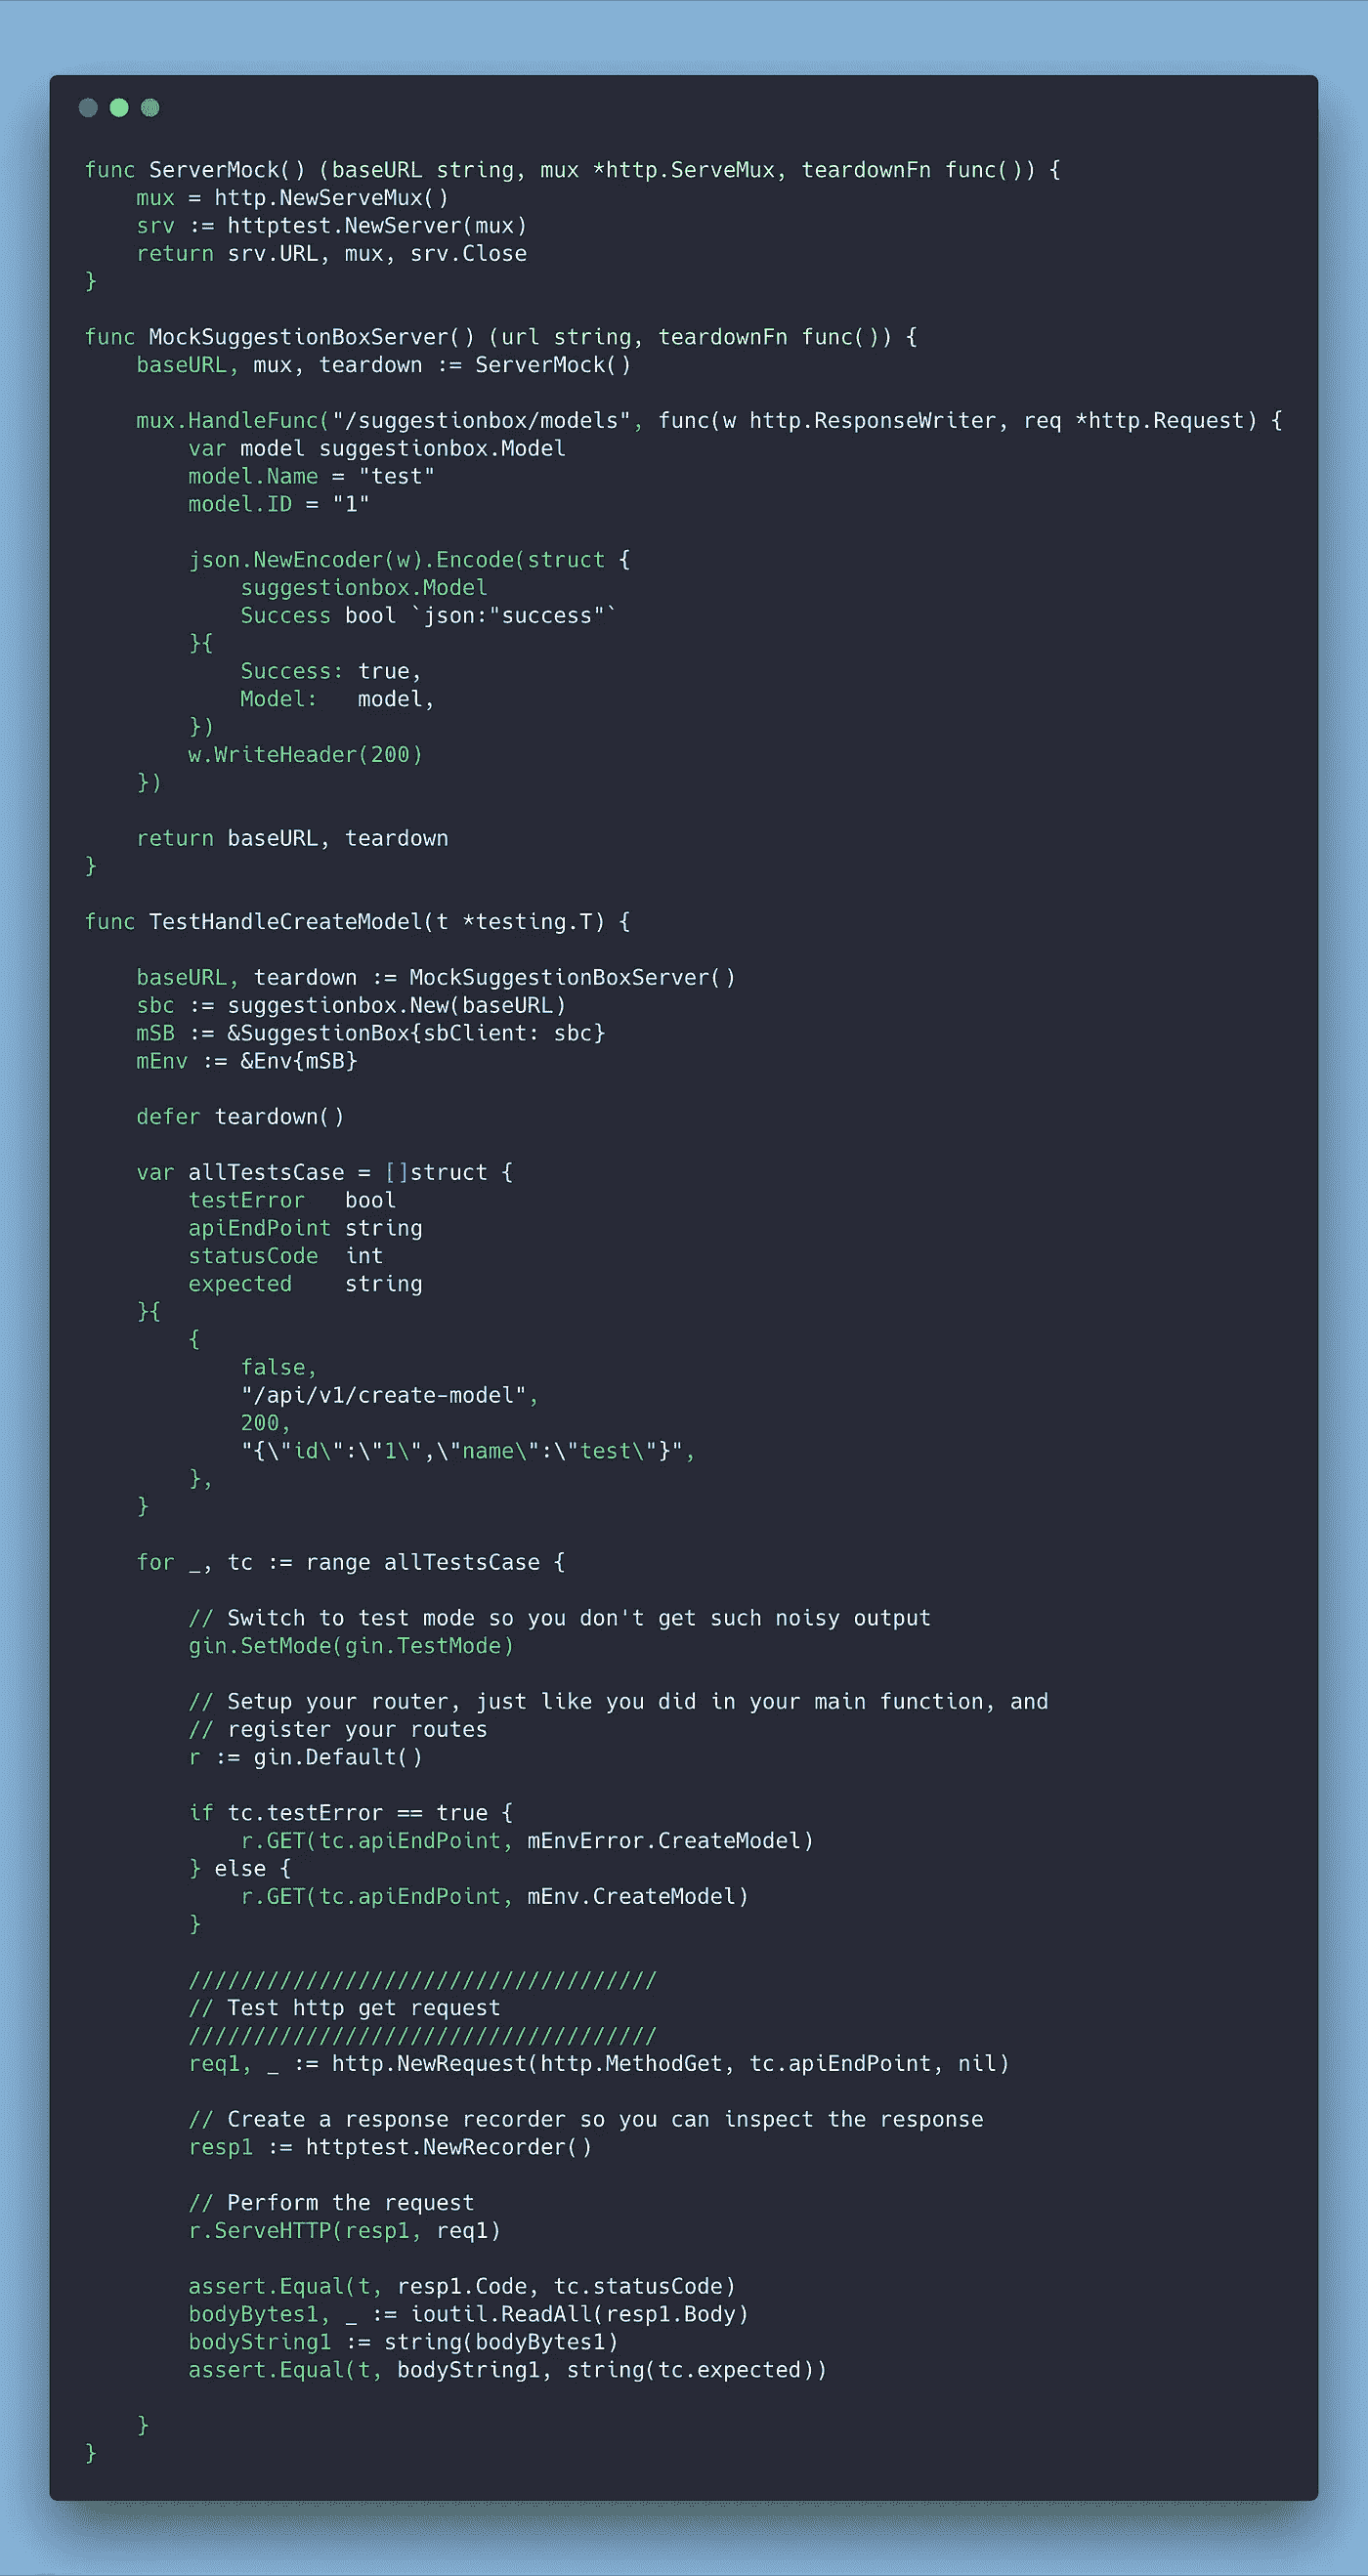 func ServerMock() (baseURL string, mux *http.ServeMux, teardownFn func()) {
    mux = http.NewServeMux()
    srv := httptest.NewServer(mux)
    return srv.URL, mux, srv.Close
}

func MockSuggestionBoxServer() (url string, teardownFn func()) {
    baseURL, mux, teardown := ServerMock()

    mux.HandleFunc("/suggestionbox/models", func(w http.ResponseWriter, req *http.Request) {
        var model suggestionbox.Model
        model.Name = "test"
        model.ID = "1"

        json.NewEncoder(w).Encode(struct {
            suggestionbox.Model
            Success bool `json:"success"`
        }{
            Success: true,
            Model:   model,
        })
        w.WriteHeader(200)
    })

    return baseURL, teardown
}

func TestHandleCreateModel(t *testing.T) {

    baseURL, teardown := MockSuggestionBoxServer()
    sbc := suggestionbox.New(baseURL)
    mSB := &SuggestionBox{sbClient: sbc}
    mEnv := &Env{mSB}

    defer teardown()

    var allTestsCase = []struct {
        testError   bool
        apiEndPoint string
        statusCode  int
        expected    string
    }{
        {
            false,
            "/api/v1/create-model",
            200,
            "{\"id\":\"1\",\"name\":\"test\"}",
        },
    }

    for _, tc := range allTestsCase {

        // Switch to test mode so you don't get such noisy output
        gin.SetMode(gin.TestMode)

        // Setup your router, just like you did in your main function, and
        // register your routes
        r := gin.Default()

        if tc.testError == true {
            r.GET(tc.apiEndPoint, mEnvError.CreateModel)
        } else {
            r.GET(tc.apiEndPoint, mEnv.CreateModel)
        }

        ////////////////////////////////////
        // Test http get request
        ////////////////////////////////////
        req1, _ := http.NewRequest(http.MethodGet, tc.apiEndPoint, nil)

        // Create a response recorder so you can inspect the response
        resp1 := httptest.NewRecorder()

        // Perform the request
        r.ServeHTTP(resp1, req1)

        assert.Equal(t, resp1.Code, tc.statusCode)
        bodyBytes1, _ := ioutil.ReadAll(resp1.Body)
        bodyString1 := string(bodyBytes1)
        assert.Equal(t, bodyString1, string(tc.expected))

    }
}